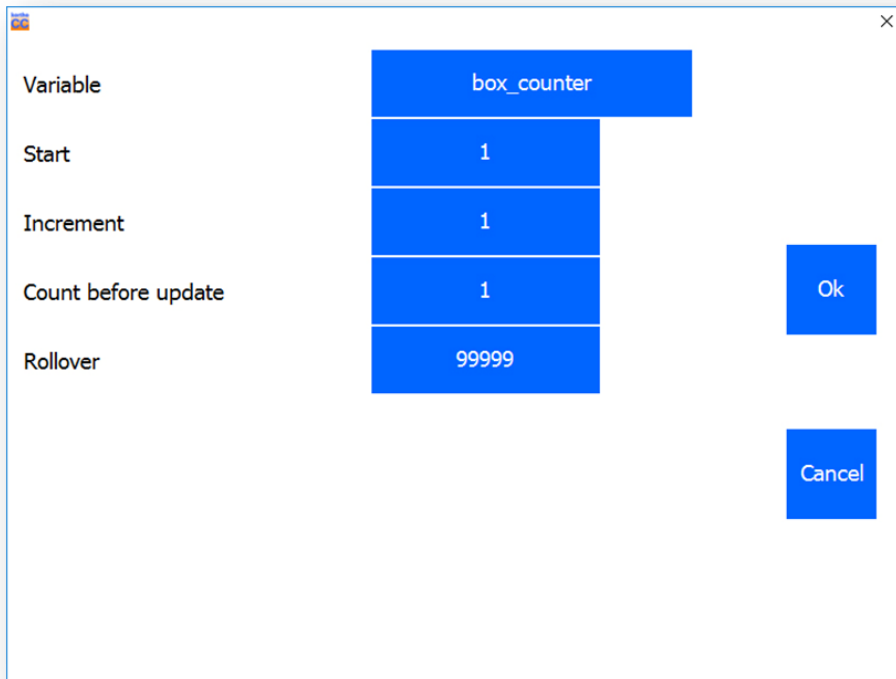 Variable box_counter
Start 1
Increment 1
Count before update 1
Rollover 99999
Ok
Cancel